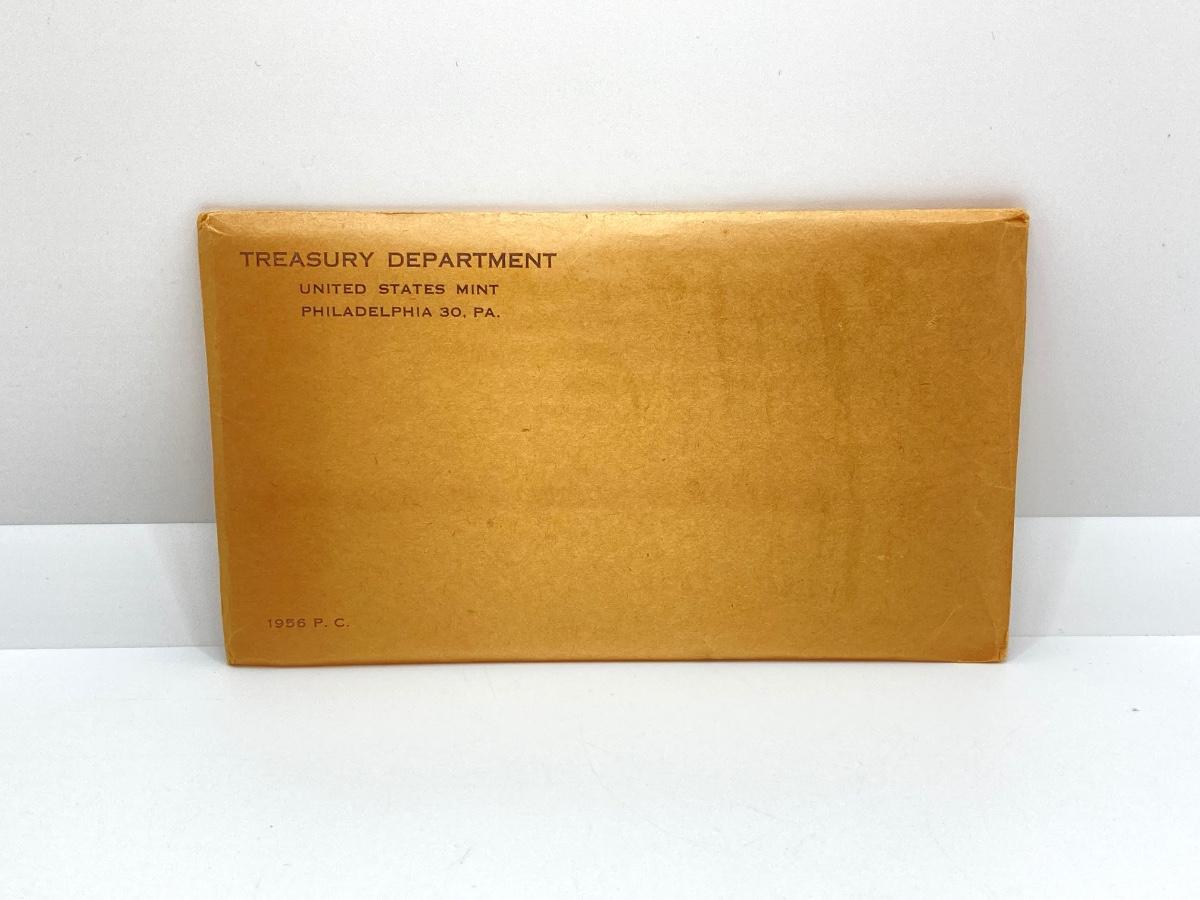 TREASURY DEPARTMENT
UNITED STATES MINT
PHILADELPHIA 30, PA.
1956 P. C.